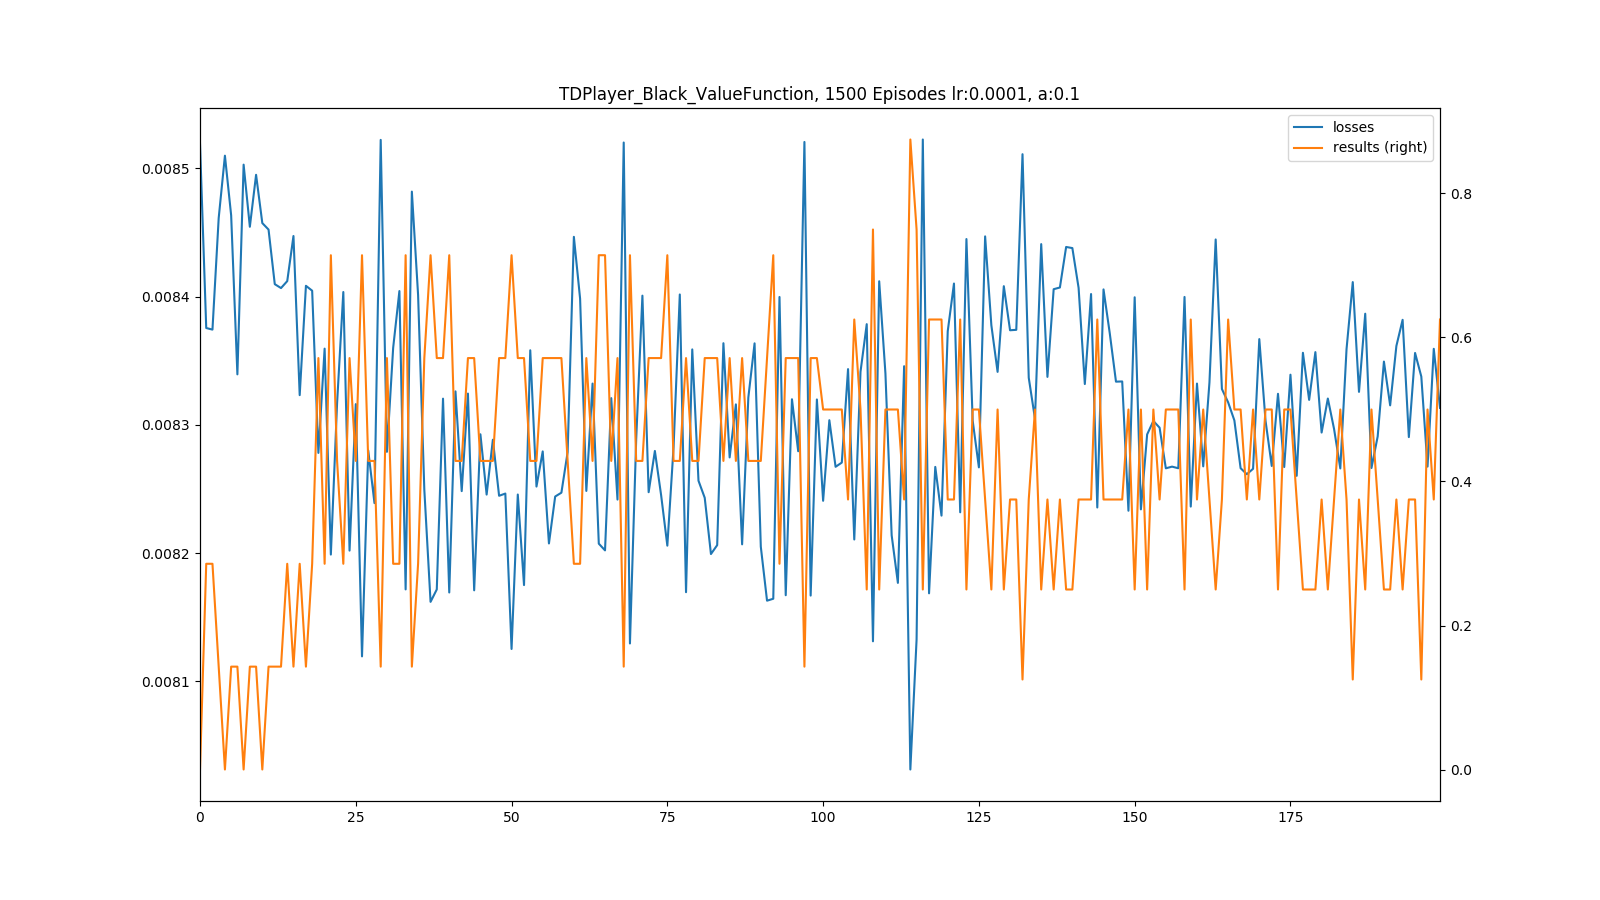 TDPlayer_Black_ValueFunction, 1500 Episodes lr:0.0001, a:0.1
losses
results (right)
0.0085
0.0084
0.0083
0.0082
0.0081
0.8
0.6
0.4
0.2
0.0
0 25 50 75 100 125 150 175